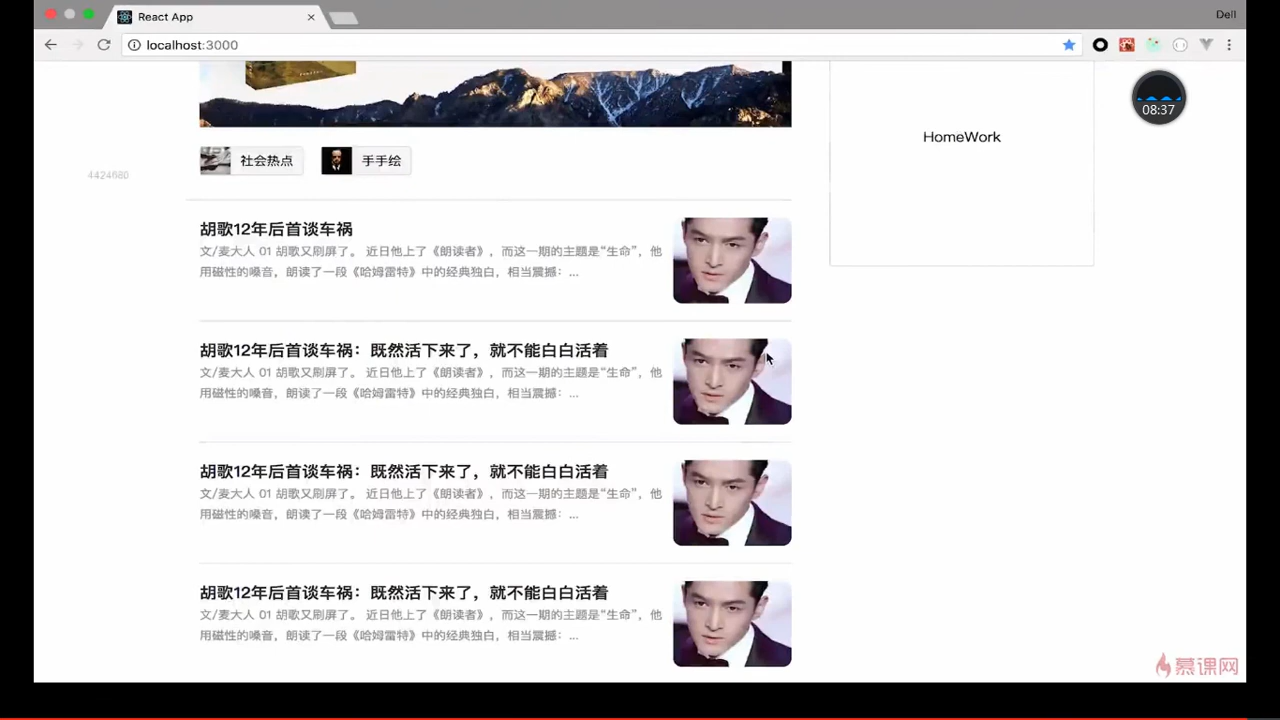 React App
Dell
localhost:3000
08:37
HomeWork
社会热点
手手绘
4424680
胡歌12年后首谈车祸
文/麦大人 01 胡歌又刷屏了。 近日他上了《朗读者》，而这一期的主题是“生命”，他
用磁性的嗓音，朗读了一段《哈姆雷特》中的经典独白，相当震撼：...
胡歌12年后首谈车祸：既然活下来了，就不能白白活着
文/麦大人 01 胡歌又刷屏了。 近日他上了《朗读者》，而这一期的主题是“生命”，他
用磁性的嗓音，朗读了一段《哈姆雷特》中的经典独白，相当震撼：...
胡歌12年后首谈车祸：既然活下来了，就不能白白活着
文/麦大人 01 胡歌又刷屏了。 近日他上了《朗读者》，而这一期的主题是“生命”，他
用磁性的嗓音，朗读了一段《哈姆雷特》中的经典独白，相当震撼：...
胡歌12年后首谈车祸：既然活下来了，就不能白白活着
文/麦大人 01 胡歌又刷屏了。 近日他上了《朗读者》，而这一期的主题是“生命”，他
用磁性的嗓音，朗读了一段《哈姆雷特》中的经典独白，相当震撼：...
慕课网